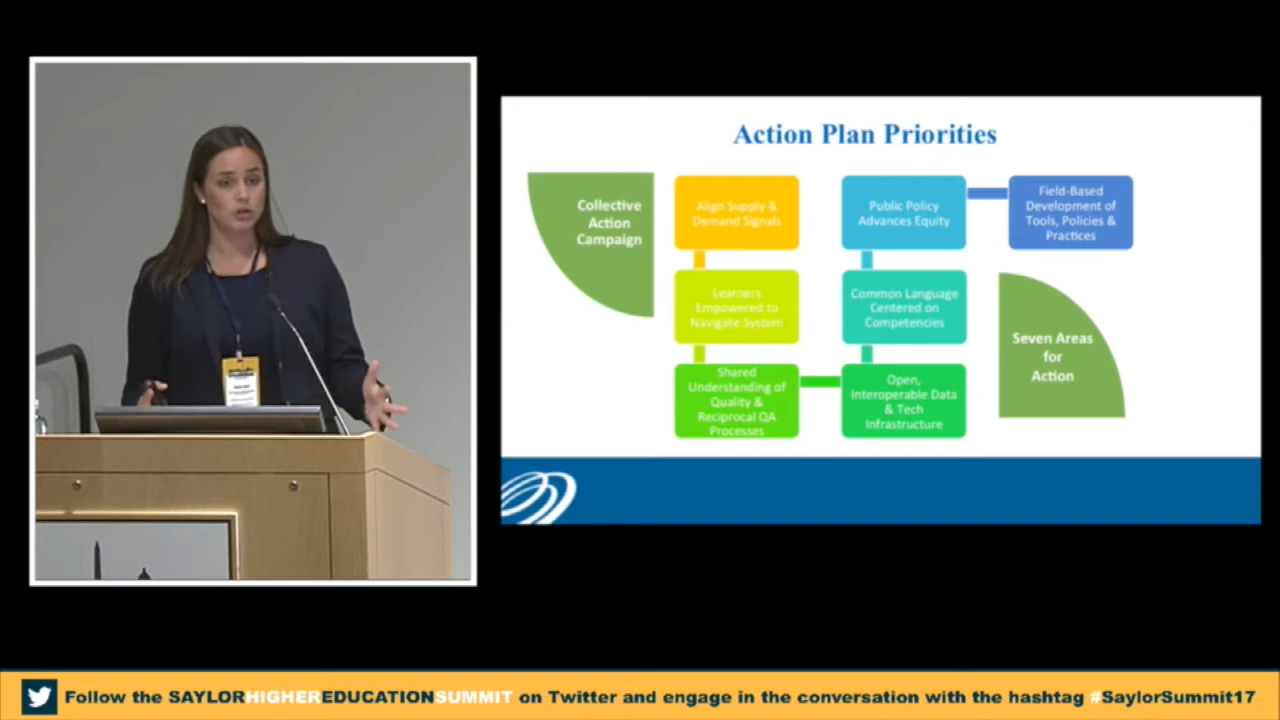 Action Plan Priorities
Collective
Action
Campaign
Align Supply &
Demand Signals
Learners
Empowered to
Navigate System
Shared
Understanding of
Quality &
Reciprocal QA
Processes
Open,
Interoperable Data
& Tech
Infrastructure
Common Language
Centered on
Competencies
Public Policy
Advances Equity
Field-Based
Development of
Tools, Policies &
Practices
Seven Areas
for
Action
Follow the SAYLORHIGHEREDUCATIONSUMMIT on Twitter and engage in the conversation with the hashtag #SaylorSummit17